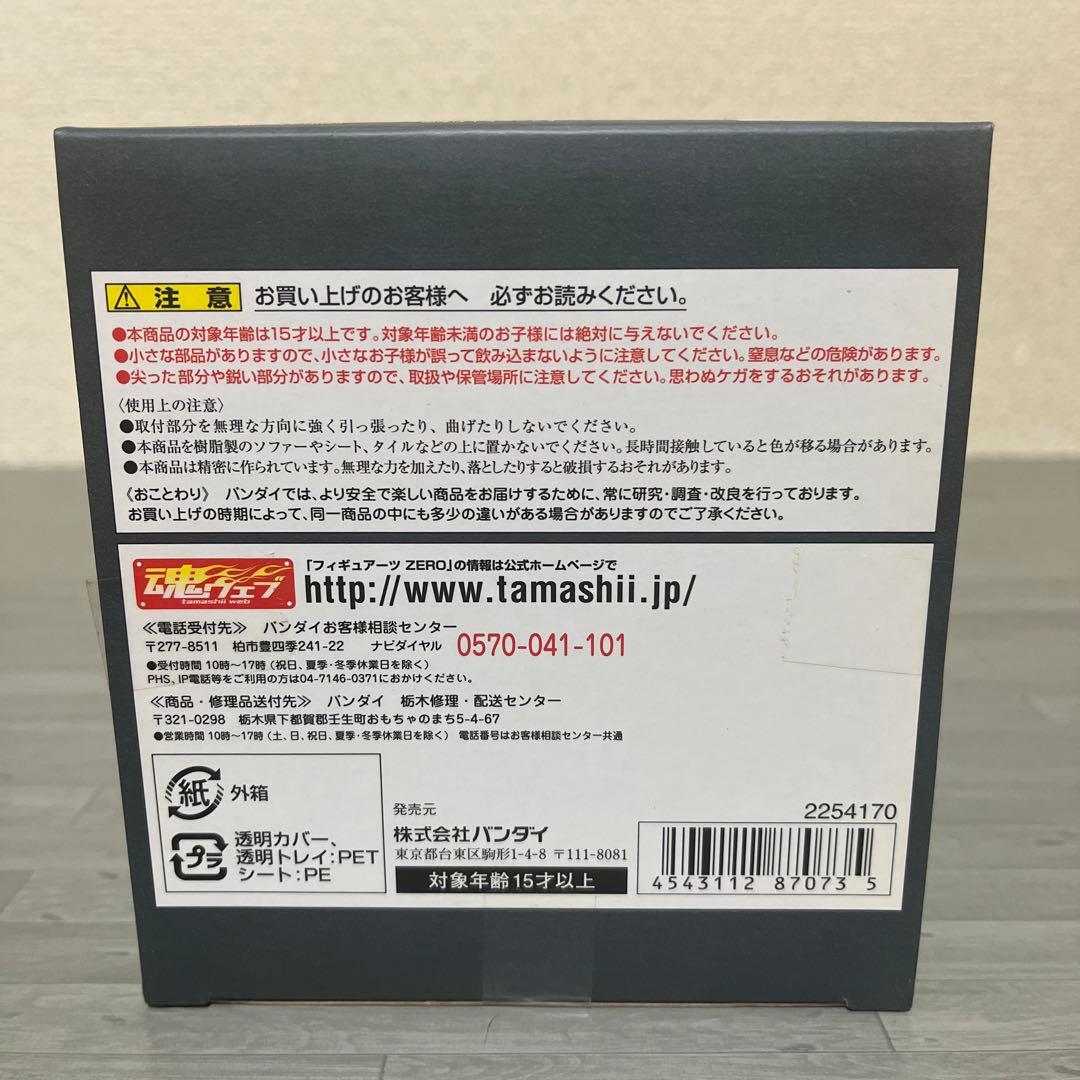 ⚠ 注 意 お買い上げのお客様へ 必ずお読みください。
●本商品の対象年齢は15才以上です。対象年齢未満のお子様には絶対に与えないでください。
●小さな部品がありますので、小さなお子様が誤って飲み込まないように注意してください。窒息などの危険があります。
●尖った部分や鋭い部分がありますので、取扱や保管場所に注意してください。思わぬケガをするおそれがあります。
〈使用上の注意〉
●取付部分を無理な方向に強く引っ張ったり、曲げたりしないでください。
●本商品を樹脂製のソファーやシート、タイルなどの上に置かないでください。長時間接触していると色が移る場合があります。
●本商品は精密に作られています。無理な力を加えたり、落としたりすると破損するおそれがあります。
《おことわり》 バンダイでは、より安全で楽しい商品をお届けするために、常に研究・調査・改良を行っております。
お買い上げの時期によって、同一商品の中にも多少の違いがある場合がありますのでご了承ください。
魂ウェブ
tamashii web
「フィギュアーツ ZERO」の情報は公式ホームページで
http://www.tamashii.jp/
≪電話受付先≫ バンダイお客様相談センター
〒277-8511 柏市豊四季241-22 ナビダイヤル 0570-041-101
●受付時間 10時〜17時(祝日、夏季・冬季休業日を除く)
PHS、IP電話等をご利用の方は04-7146-0371におかけください。
≪商品・修理品送付先≫ バンダイ 栃木修理・配送センター
〒321-0298 栃木県下都賀郡壬生町おもちゃのまち5-4-67
●営業時間 10時〜17時(土、日、祝日、夏季・冬季休業日を除く) 電話番号はお客様相談センター共通
紙 外箱
プラ 透明カバー、
透明トレイ:PET
シート:PE
発売元
株式会社バンダイ
東京都台東区駒形1-4-8 〒111-8081
対象年齢15才以上
2254170
4543112 87073 5